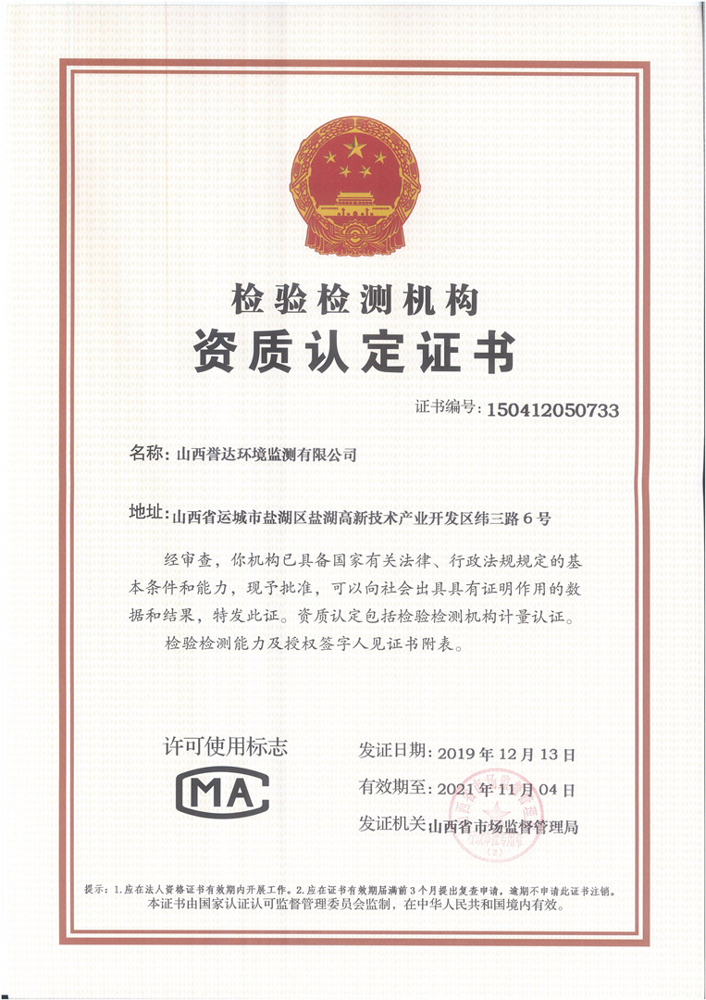 检验检测机构
资质认定证书
证书编号：150412050733
名称：山西誉达环境监测有限公司
地址：山西省运城市盐湖区盐湖高新技术产业开发区纬三路6号
经审查，你机构已具备国家有关法律、行政法规规定的基
本条件和能力，现予批准，可以向社会出具具有证明作用的数
据和结果，特发此证。资质认定包括检验检测机构计量认证。
检验检测能力及授权签字人见证书附表。
许可使用标志
MA
发证日期：2019年12月13日
有效期至：2021年11月04日
发证机关：山西省市场监督管理局
(2)
提示：1.应在法人资格证书有效期内开展工作。2.应在证书有效期届满前3个月提出复查申请，逾期不申请此证书注销。
本证书由国家认证认可监督管理委员会监制，在中华人民共和国境内有效。